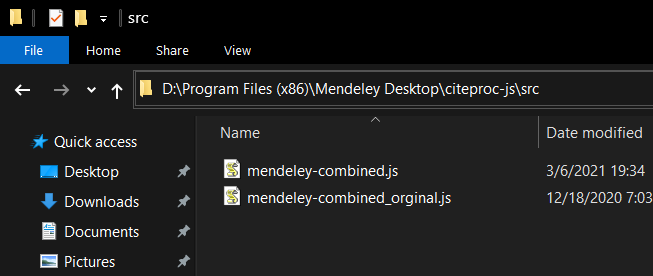 src
File Home Share View
D:\Program Files (x86)\Mendeley Desktop\citeproc-js\src
Name Date modified
Quick access
Desktop mendeley-combined.js 3/6/2021 19:34
Downloads mendeley-combined_orginal.js 12/18/2020 7:03
Documents
Pictures